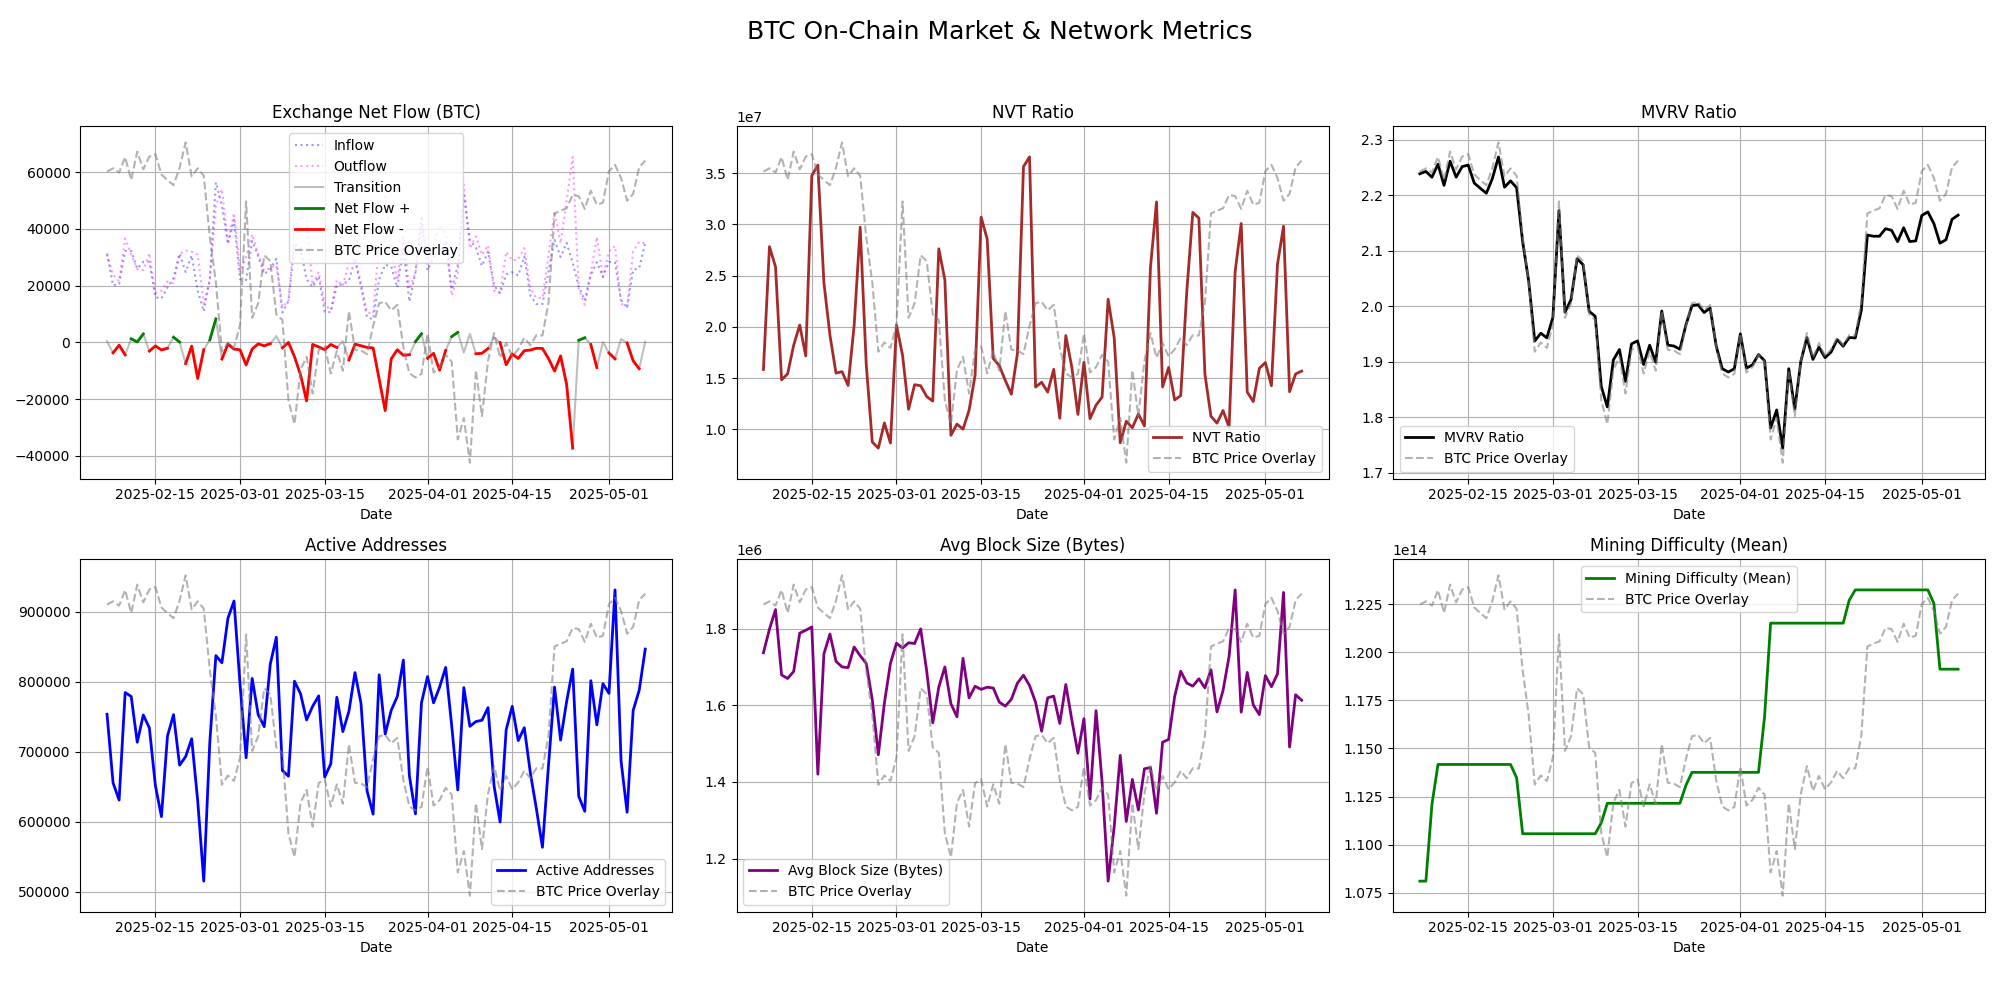 BTC On-Chain Market & Network Metrics
Exchange Net Flow (BTC)
60000
40000
20000
0
−20000
−40000
Inflow
Outflow
Transition
Net Flow +
Net Flow -
BTC Price Overlay
2025-02-15 2025-03-01 2025-03-15 2025-04-01 2025-04-15 2025-05-01
Date
NVT Ratio
1e7
3.5
3.0
2.5
2.0
1.5
1.0
NVT Ratio
BTC Price Overlay
2025-02-15 2025-03-01 2025-03-15 2025-04-01 2025-04-15 2025-05-01
Date
MVRV Ratio
2.3
2.2
2.1
2.0
1.9
1.8
1.7
MVRV Ratio
BTC Price Overlay
2025-02-15 2025-03-01 2025-03-15 2025-04-01 2025-04-15 2025-05-01
Date
Active Addresses
900000
800000
700000
600000
500000
Active Addresses
BTC Price Overlay
2025-02-15 2025-03-01 2025-03-15 2025-04-01 2025-04-15 2025-05-01
Date
Avg Block Size (Bytes)
1e6
1.8
1.6
1.4
1.2
Avg Block Size (Bytes)
BTC Price Overlay
2025-02-15 2025-03-01 2025-03-15 2025-04-01 2025-04-15 2025-05-01
Date
Mining Difficulty (Mean)
1e14
1.225
1.200
1.175
1.150
1.125
1.100
1.075
Mining Difficulty (Mean)
BTC Price Overlay
2025-02-15 2025-03-01 2025-03-15 2025-04-01 2025-04-15 2025-05-01
Date